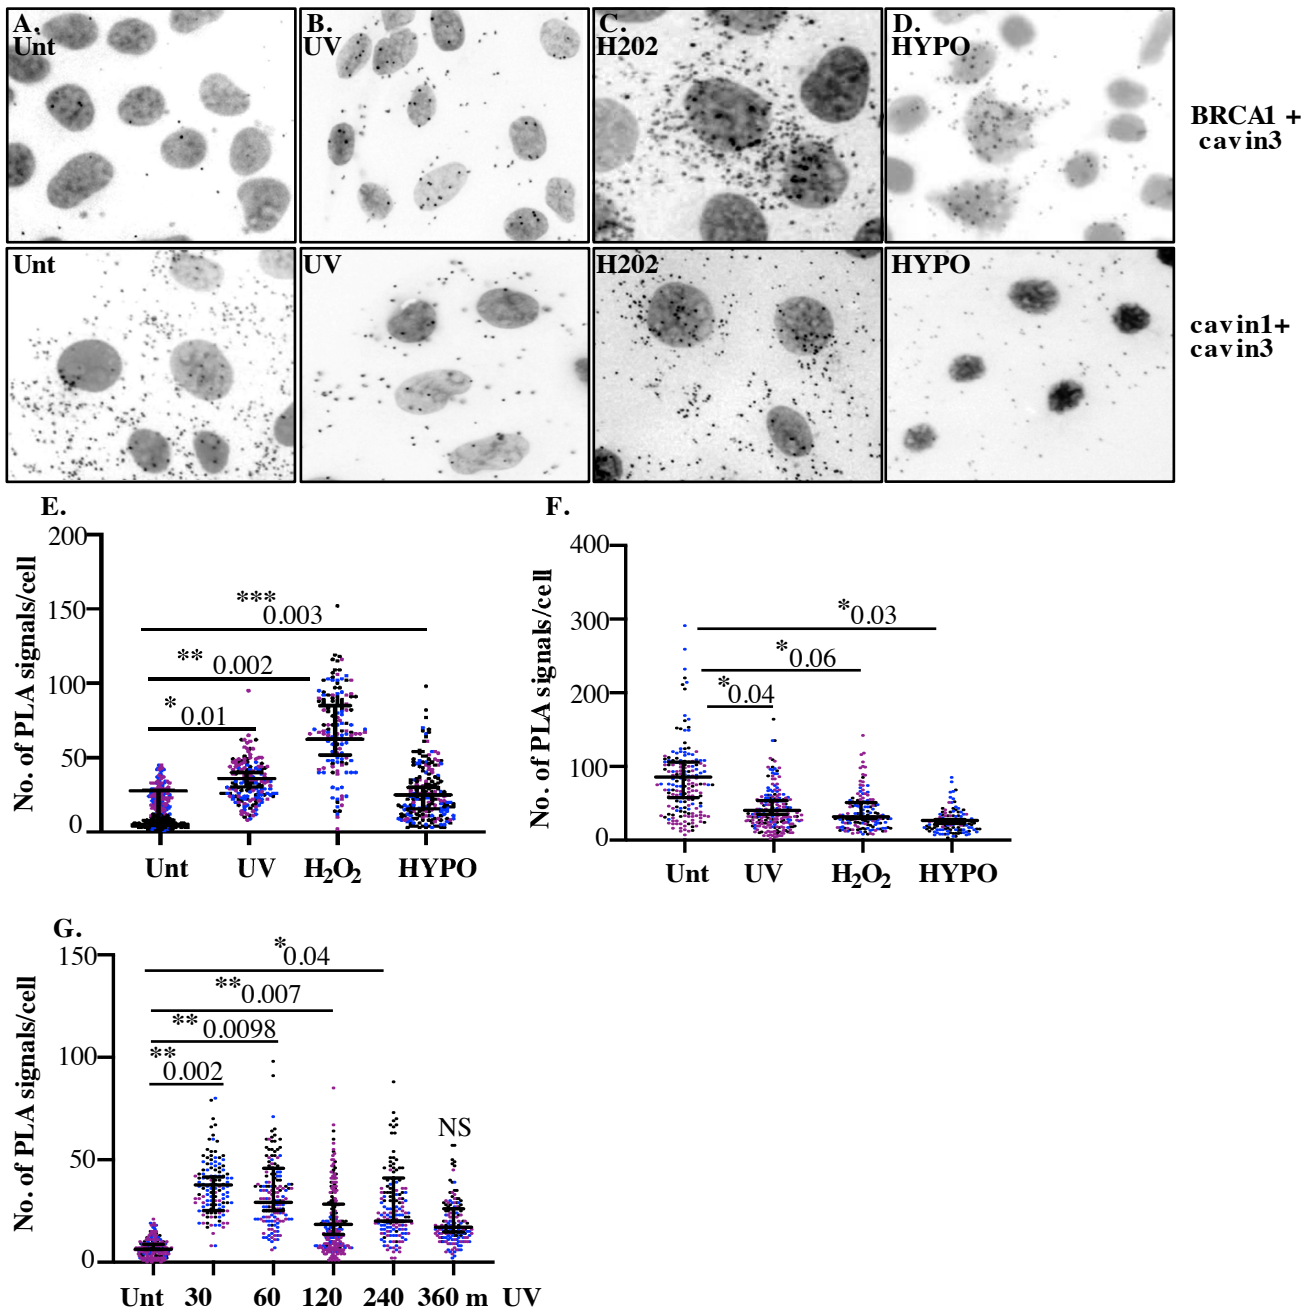 A.
Unt
B.
UV
C.
H202
D.
HYPO
BRCA1 +
cavin3
Unt
UV
H202
HYPO
cavin1+
cavin3
E.
No. of PLA signals/cell
200
150
100
50
0
***
0.003
** 0.002
*
0.01
Unt UV H₂O₂ HYPO
F.
No. of PLA signals/cell
400
300
200
100
0
*0.03
*0.06
*0.04
Unt UV H₂O₂ HYPO
G.
No. of PLA signals/cell
150
100
50
0
*0.04
**0.007
**0.0098
**
0.002
NS
Unt 30 60 120 240 360 m UV